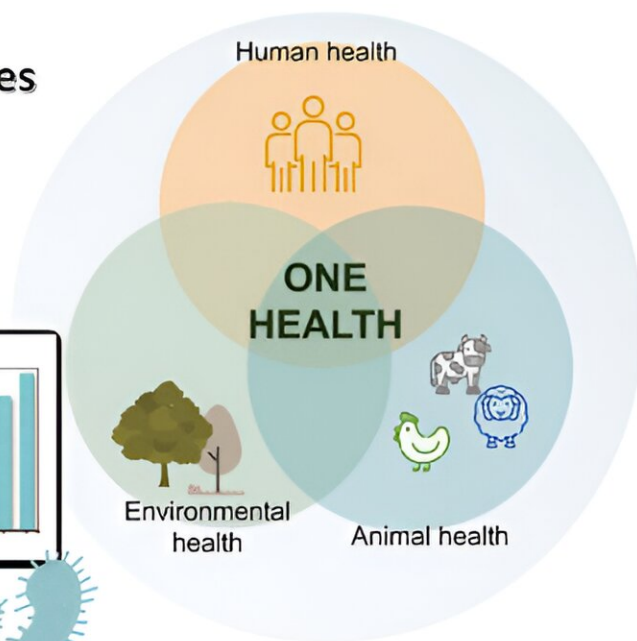 Human health
es
ONE
HEALTH
Environmental
health
Animal health